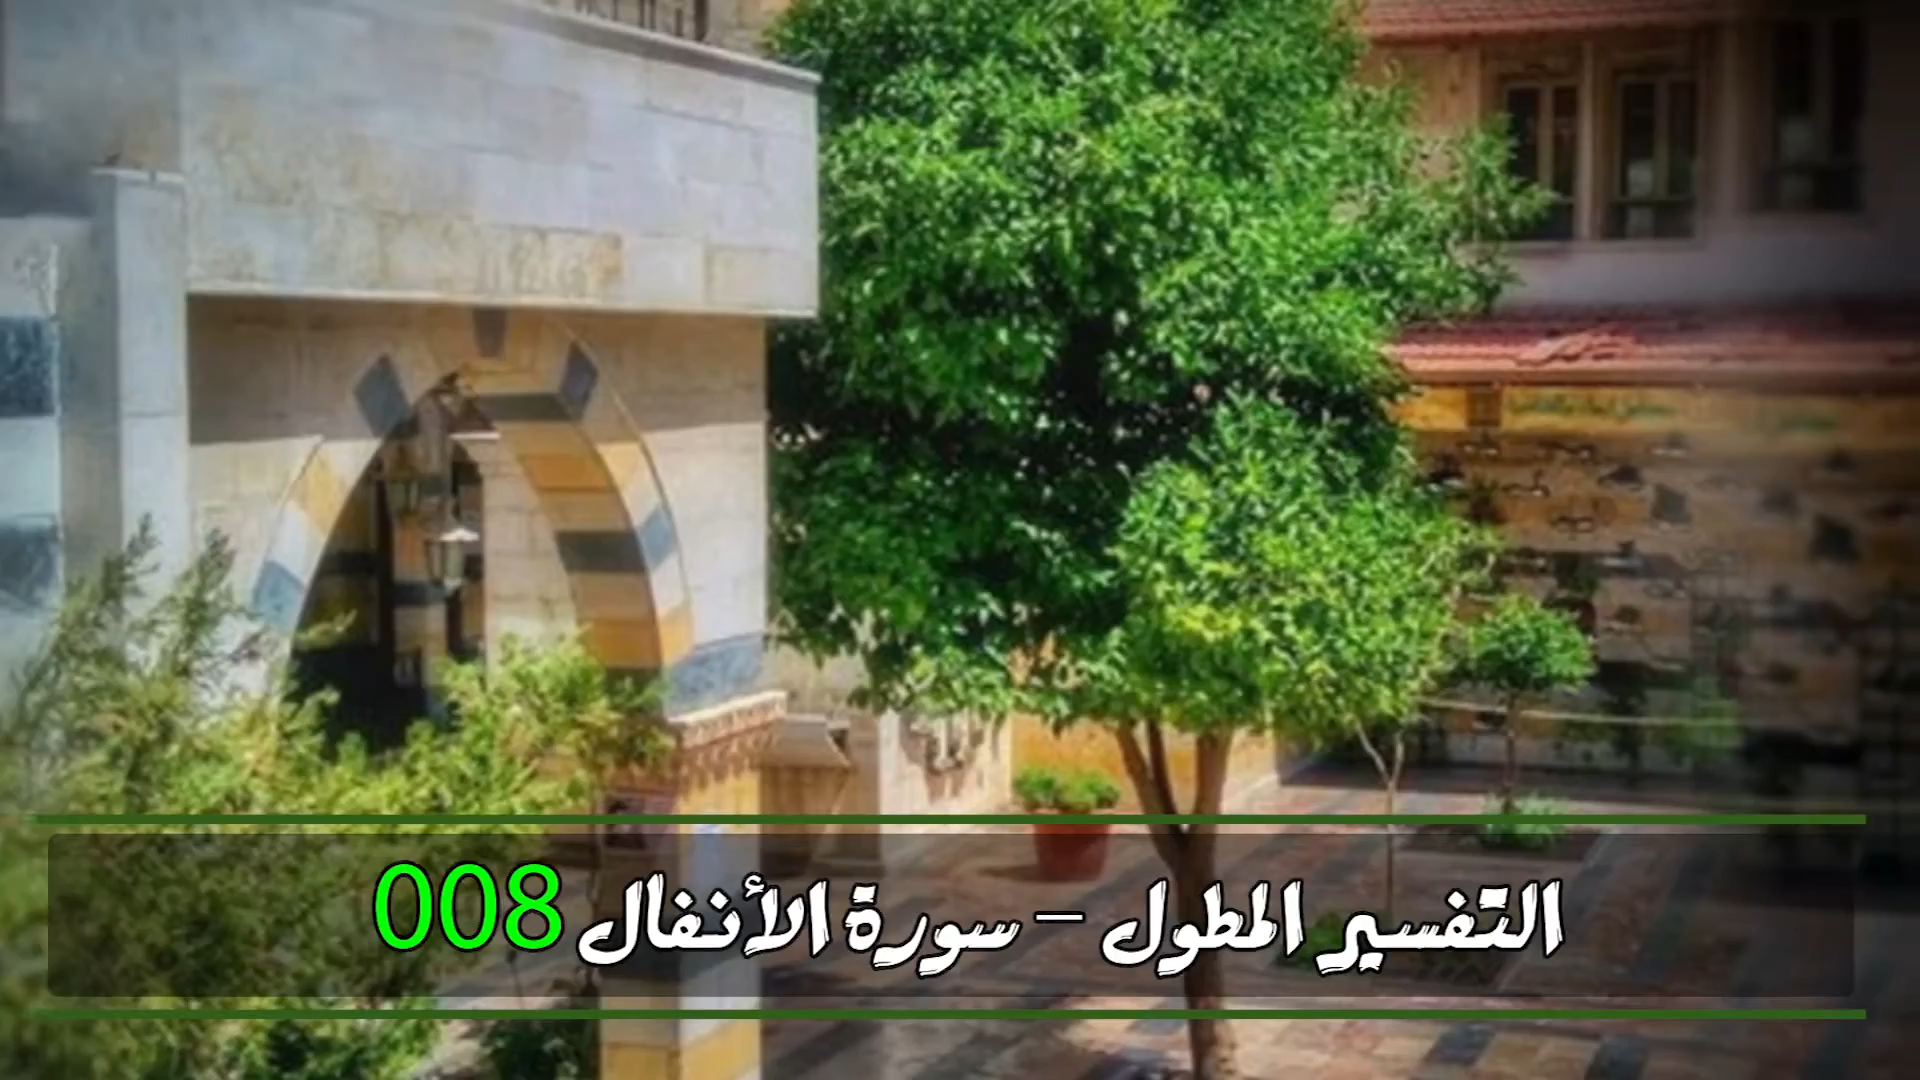 التفسير المطول – سورة الأنفال 008